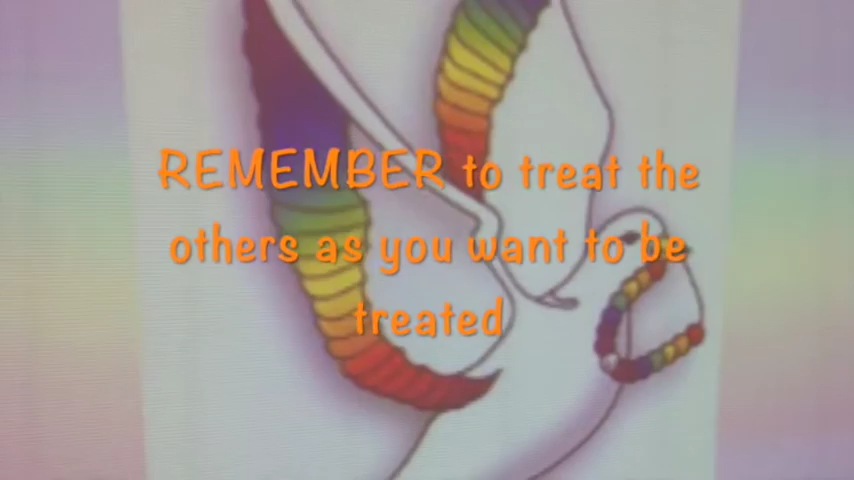 REMEMBER to treat the
others as you want to be
treated